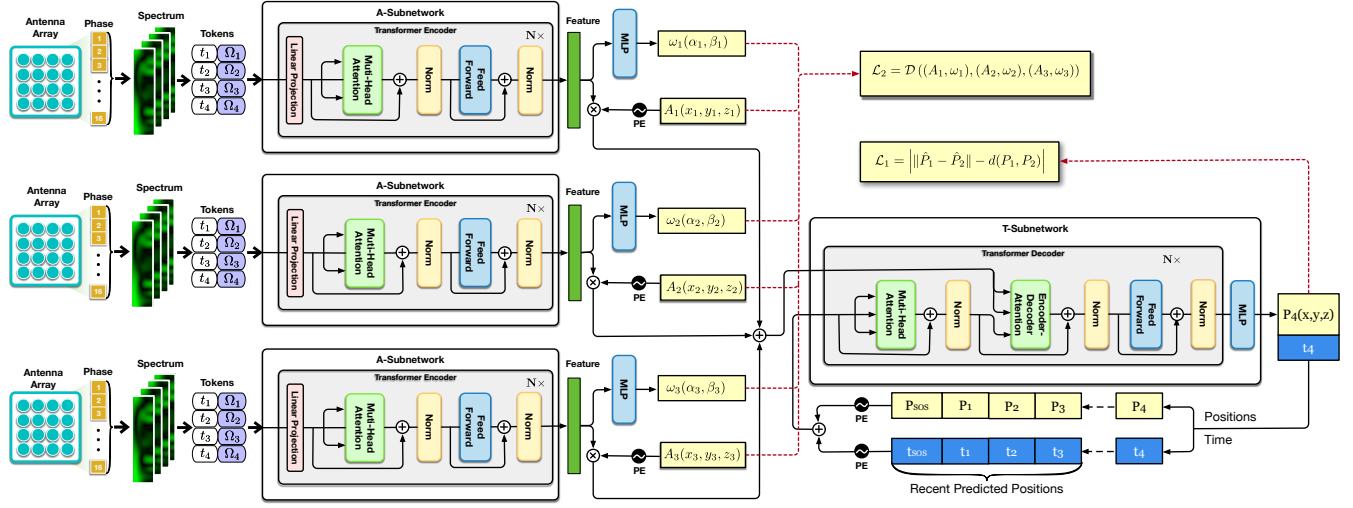 Antenna
Array
Phase
1
2
3
16
Spectrum
Tokens
t₁ Ω₁
t₂ Ω₂
t₃ Ω₃
t₄ Ω₄
A-Subnetwork
Transformer Encoder
N×
Linear Projection
Muti-Head
Attention
Norm
Feed
Forward
Norm
Feature
MLP
ω₁(α₁, β₁)
PE
A₁(x₁, y₁, z₁)
Antenna
Array
Phase
1
2
3
16
Spectrum
Tokens
t₁ Ω₁
t₂ Ω₂
t₃ Ω₃
t₄ Ω₄
A-Subnetwork
Transformer Encoder
N×
Linear Projection
Muti-Head
Attention
Norm
Feed
Forward
Norm
Feature
MLP
ω₂(α₂, β₂)
PE
A₂(x₂, y₂, z₂)
Antenna
Array
Phase
1
2
3
16
Spectrum
Tokens
t₁ Ω₁
t₂ Ω₂
t₃ Ω₃
t₄ Ω₄
A-Subnetwork
Transformer Encoder
N×
Linear Projection
Muti-Head
Attention
Norm
Feed
Forward
Norm
Feature
MLP
ω₃(α₃, β₃)
PE
A₃(x₃, y₃, z₃)
ℒ₂ = 𝒟 ((A₁, ω₁), (A₂, ω₂), (A₃, ω₃))
ℒ₁ = |‖P̂₁ − P̂₂‖ − d(P₁, P₂)|
T-Subnetwork
Transformer Decoder
N×
Muti-Head
Attention
Norm
Encoder-
Decoder
Attention
Norm
Feed
Forward
Norm
MLP
P₄(x,y,z)
t₄
PE
P_SOS P₁ P₂ P₃ P₄
Positions
Time
PE
t_SOS t₁ t₂ t₃ t₄
Recent Predicted Positions